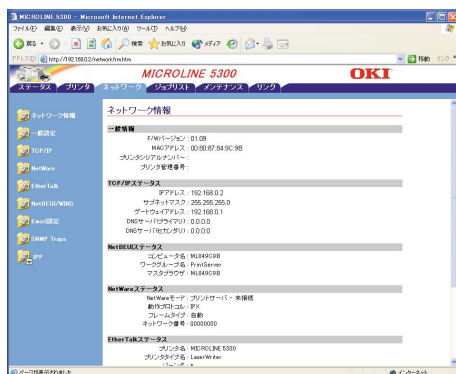 MICROLINE 5300 - Microsoft Internet Explorer
ファイル(F) 編集(E) 表示(V) お気に入り(A) ツール(T) ヘルプ(H)
戻る 検索 お気に入り メディア
アドレス(D) http://192.168.0.2/networkfrm.htm 移動 リンク
MICROLINE 5300
OKI
ステータス プリンタ ネットワーク ジョブリスト メンテナンス リンク
ネットワーク情報
一般設定
TCP/IP
NetWare
EtherTalk
NetBEUI/WINS
Email設定
SNMP Traps
IPP
ネットワーク情報
一般情報
F/Wバージョン : 01.09
MACアドレス : 00:80:87:84:9C:9B
プリンタシリアルナンバー :
プリンタ管理番号 :
TCP/IPステータス
IPアドレス : 192.168.0.2
サブネットマスク : 255.255.255.0
ゲートウェイアドレス : 192.168.0.1
DNSサーバ(プライマリ) : 0.0.0.0
DNSサーバ(セカンダリ) : 0.0.0.0
NetBEUIステータス
コンピュータ名 : ML849C9B
ワークグループ名 : PrintServer
マスタブラウザ : ML849C9B
NetWareステータス
NetWareモード : プリントサーバ - 未接続
動作プロトコル : IPX
フレームタイプ : 自動
ネットワーク番号 : 00000000
EtherTalkステータス
プリンタ名 : MICROLINE 5300
プリンタタイプ名 : LaserWriter
ページが表示されました
インターネット